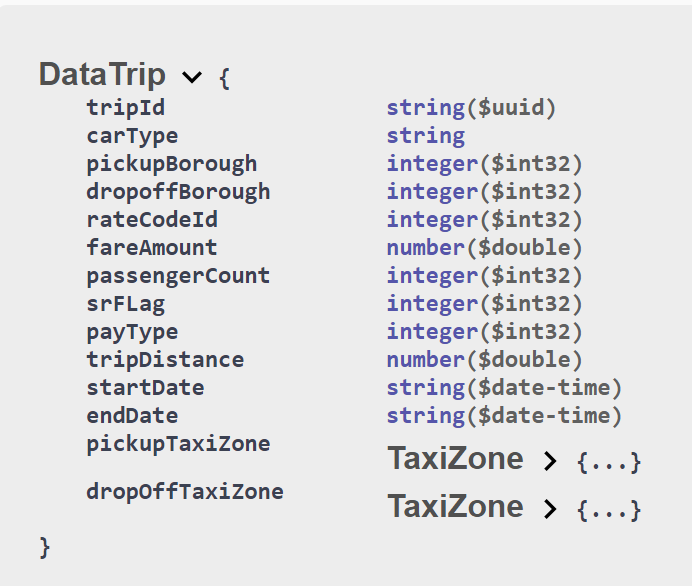 DataTrip {
tripId string($uuid)
carType string
pickupBorough integer($int32)
dropoffBorough integer($int32)
rateCodeId integer($int32)
fareAmount number($double)
passengerCount integer($int32)
srFLag integer($int32)
payType integer($int32)
tripDistance number($double)
startDate string($date-time)
endDate string($date-time)
pickupTaxiZone TaxiZone > {...}
dropOffTaxiZone TaxiZone > {...}
}